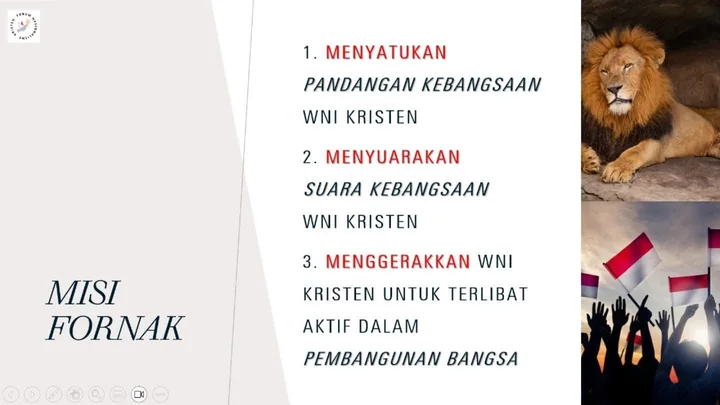 1. MENYATUKAN
PANDANGAN KEBANGSAAN
WNI KRISTEN
2. MENYUARAKAN
SUARA KEBANGSAAN
WNI KRISTEN
3. MENGGERAKKAN WNI
KRISTEN UNTUK TERLIBAT
AKTIF DALAM
PEMBANGUNAN BANGSA
MISI
FORNAK